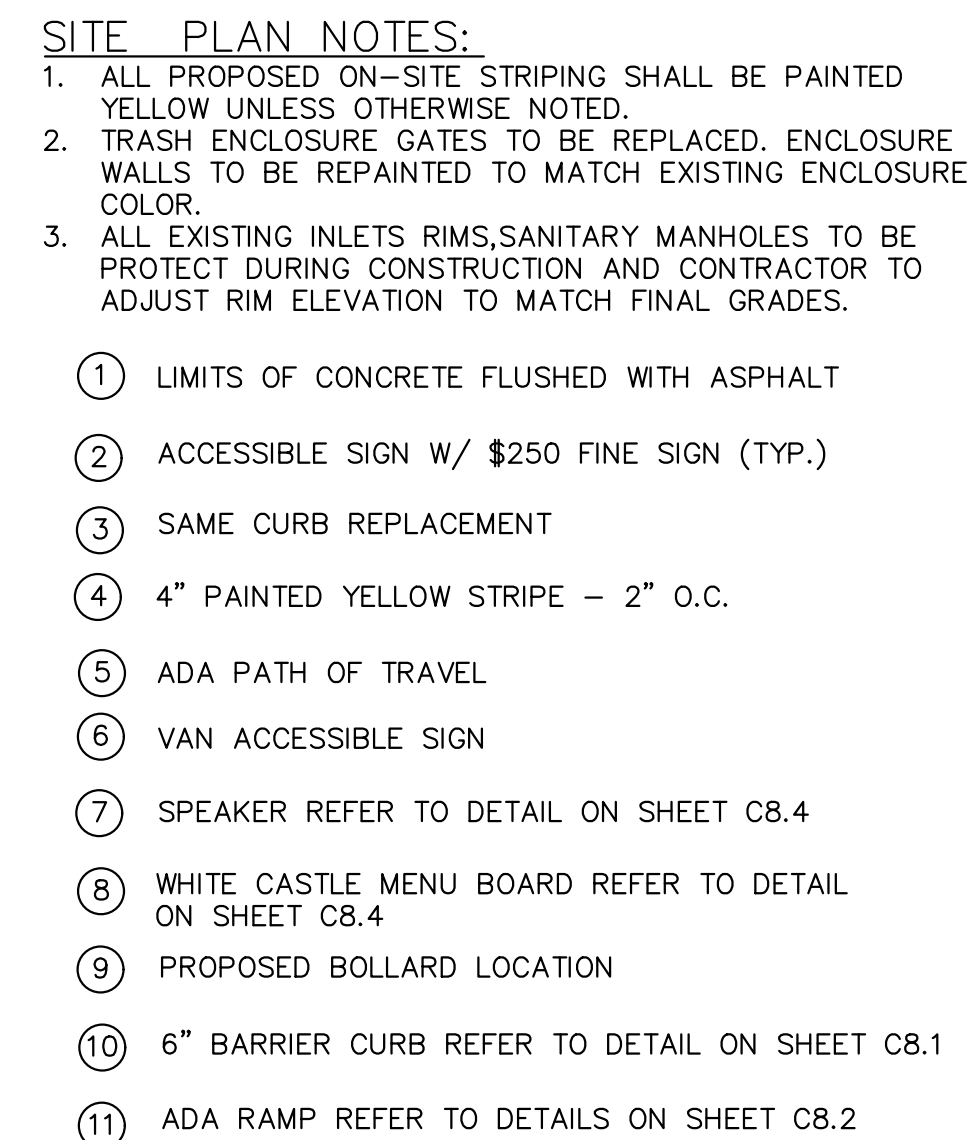 SITE PLAN NOTES:
1. ALL PROPOSED ON-SITE STRIPING SHALL BE PAINTED
YELLOW UNLESS OTHERWISE NOTED.
2. TRASH ENCLOSURE GATES TO BE REPLACED. ENCLOSURE
WALLS TO BE REPAINTED TO MATCH EXISTING ENCLOSURE
COLOR.
3. ALL EXISTING INLETS RIMS,SANITARY MANHOLES TO BE
PROTECT DURING CONSTRUCTION AND CONTRACTOR TO
ADJUST RIM ELEVATION TO MATCH FINAL GRADES.
1 LIMITS OF CONCRETE FLUSHED WITH ASPHALT
2 ACCESSIBLE SIGN W/ $250 FINE SIGN (TYP.)
3 SAME CURB REPLACEMENT
4 4” PAINTED YELLOW STRIPE – 2” O.C.
5 ADA PATH OF TRAVEL
6 VAN ACCESSIBLE SIGN
7 SPEAKER REFER TO DETAIL ON SHEET C8.4
8 WHITE CASTLE MENU BOARD REFER TO DETAIL
ON SHEET C8.4
9 PROPOSED BOLLARD LOCATION
10 6” BARRIER CURB REFER TO DETAIL ON SHEET C8.1
11 ADA RAMP REFER TO DETAILS ON SHEET C8.2